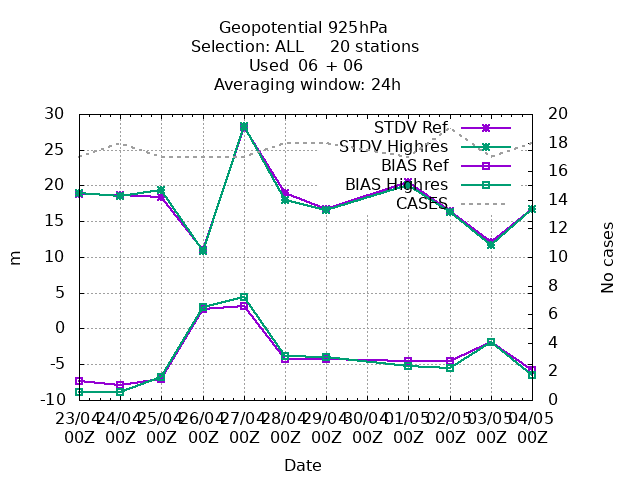 Geopotential 925hPa
Selection: ALL     20 stations
Used  06 + 06
Averaging window: 24h
30
25
20
15
10
5
0
-5
-10
m
20
18
16
14
12
10
8
6
4
2
0
No cases
STDV Ref
STDV Highres
BIAS Ref
BIAS Highres
CASES
23/04 24/04 25/04 26/04 27/04 28/04 29/04 30/04 01/05 02/05 03/05 04/05
00Z 00Z 00Z 00Z 00Z 00Z 00Z 00Z 00Z 00Z 00Z 00Z
Date